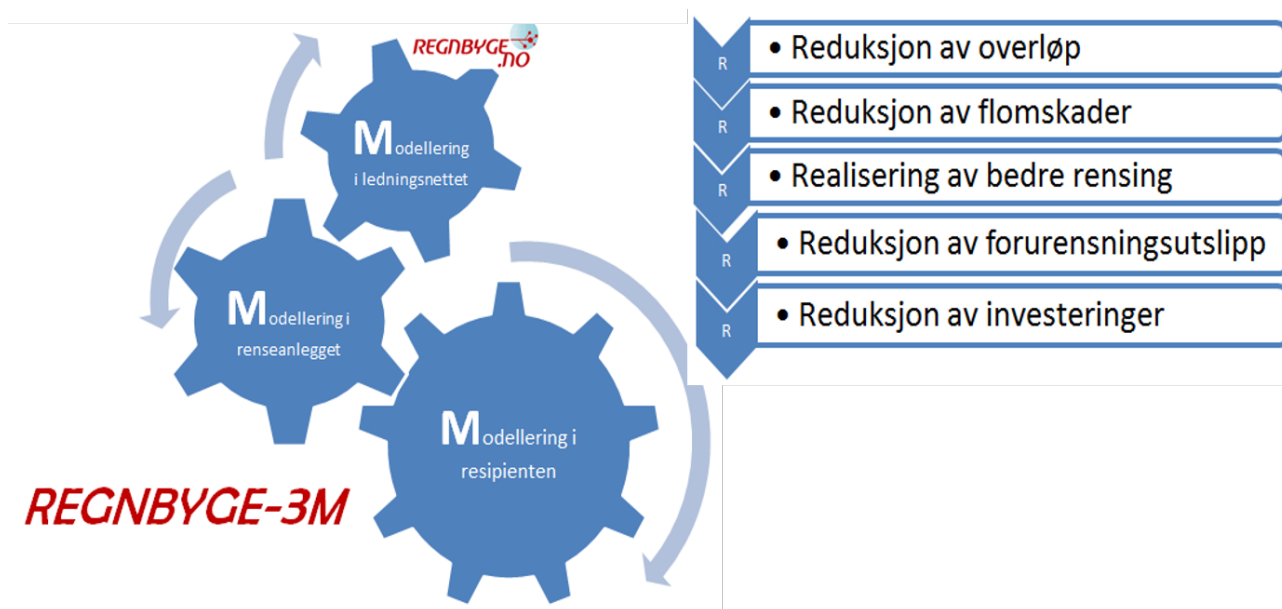 REGNBYGE
.NO
Modellering
i ledningsnettet
Modellering i
renseanlegget
Modellering i
resipienten
REGNBYGE-3M
R
• Reduksjon av overløp
R
• Reduksjon av flomskader
R
• Realisering av bedre rensing
R
• Reduksjon av forurensningsutslipp
R
• Reduksjon av investeringer